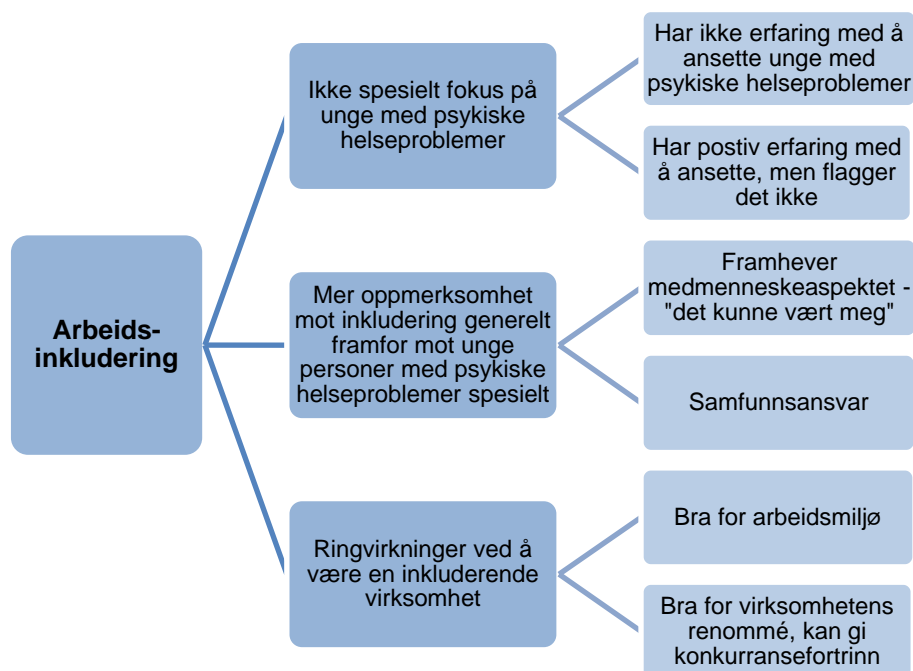 Arbeids-
inkludering
Ikke spesielt fokus på
unge med psykiske
helseproblemer
Har ikke erfaring med å
ansette unge med
psykiske helseproblemer
Har postiv erfaring med
å ansette, men flagger
det ikke
Mer oppmerksomhet
mot inkludering generelt
framfor mot unge
personer med psykiske
helseproblemer spesielt
Framhever
medmenneskeaspektet -
"det kunne vært meg"
Samfunnsansvar
Ringvirkninger ved å
være en inkluderende
virksomhet
Bra for arbeidsmiljø
Bra for virksomhetens
renommé, kan gi
konkurransefortrinn